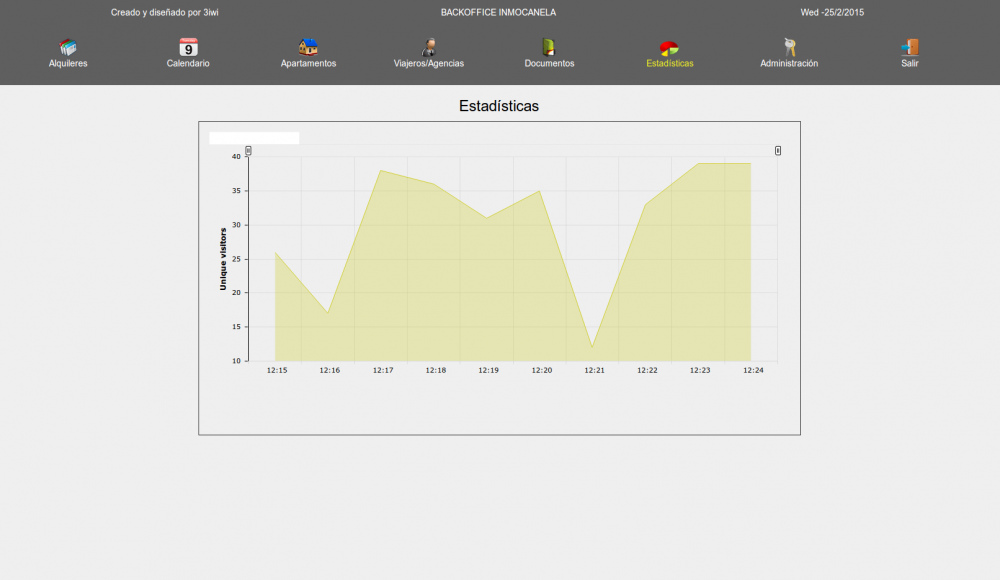 Creado y diseñado por 3iwi BACKOFFICE INMOCANELA Wed -25/2/2015
9
Alquileres Calendario Apartamentos Viajeros/Agencias Documentos Estadísticas Administración Salir
Estadísticas
40
35
30
25
20
15
10
Unique visitors
12:15 12:16 12:17 12:18 12:19 12:20 12:21 12:22 12:23 12:24